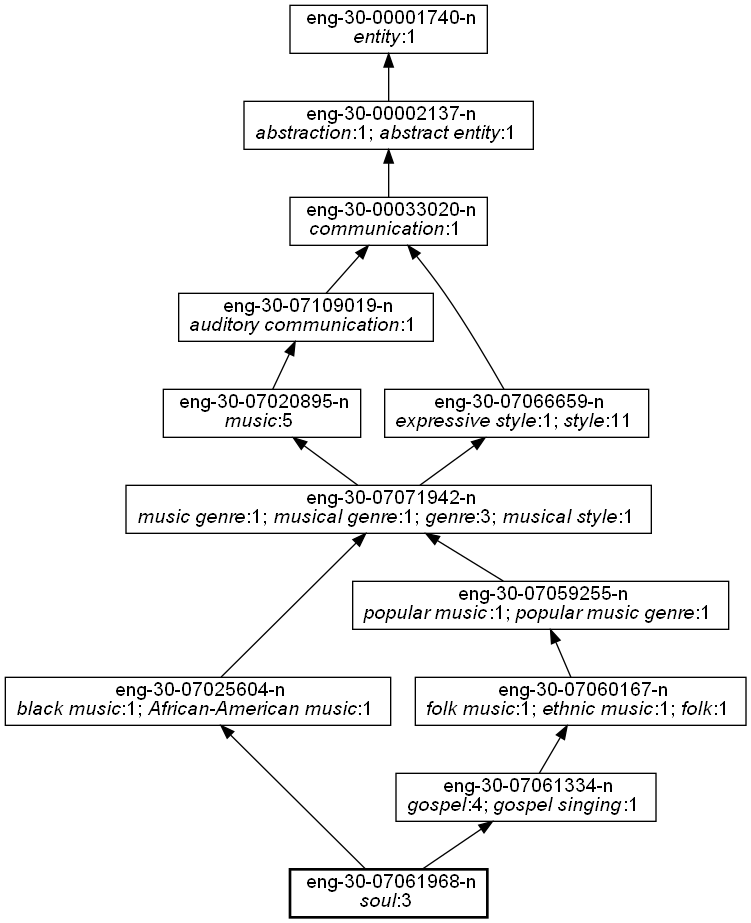 eng-30-00001740-n
entity:1
eng-30-00002137-n
abstraction:1; abstract entity:1
eng-30-00033020-n
communication:1
eng-30-07109019-n
auditory communication:1
eng-30-07020895-n
music:5
eng-30-07066659-n
expressive style:1; style:11
eng-30-07071942-n
music genre:1; musical genre:1; genre:3; musical style:1
eng-30-07059255-n
popular music:1; popular music genre:1
eng-30-07025604-n
black music:1; African-American music:1
eng-30-07060167-n
folk music:1; ethnic music:1; folk:1
eng-30-07061334-n
gospel:4; gospel singing:1
eng-30-07061968-n
soul:3